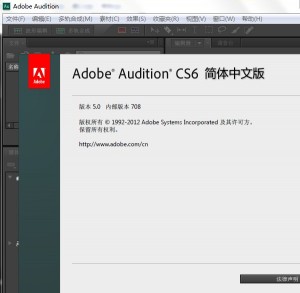 Adobe Audition
文件(F) 编辑(E) 多轨合成(M) 素材(C) 效果(S) 收藏夹(R) 视图(V) 窗口(W) 帮助(H)
Adobe
Adobe® Audition® CS6 简体中文版
版本 5.0 内部版本 708
版权所有 © 1992-2012 Adobe Systems Incorporated 及其许可方。
保留所有权利。
http://www.adobe.com/cn
法律声明